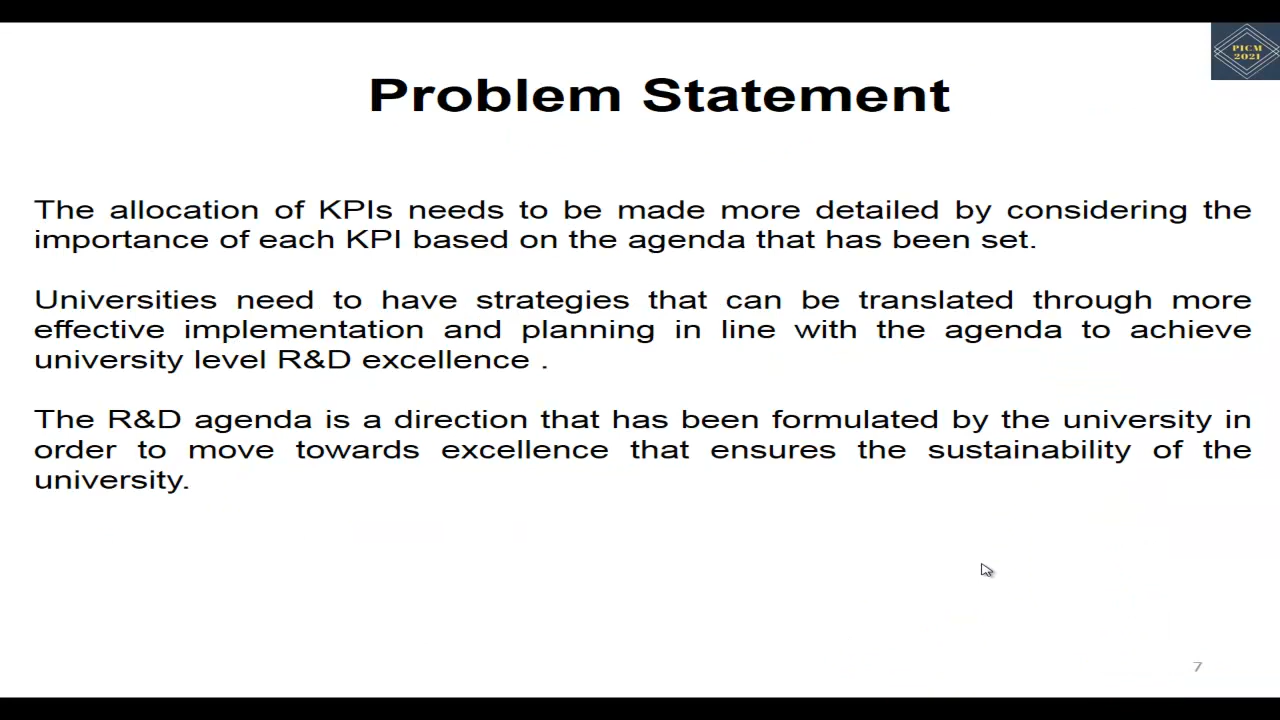 PICM
2021
Problem Statement
The allocation of KPIs needs to be made more detailed by considering the
importance of each KPI based on the agenda that has been set.
Universities need to have strategies that can be translated through more
effective implementation and planning in line with the agenda to achieve
university level R&D excellence .
The R&D agenda is a direction that has been formulated by the university in
order to move towards excellence that ensures the sustainability of the
university.
7